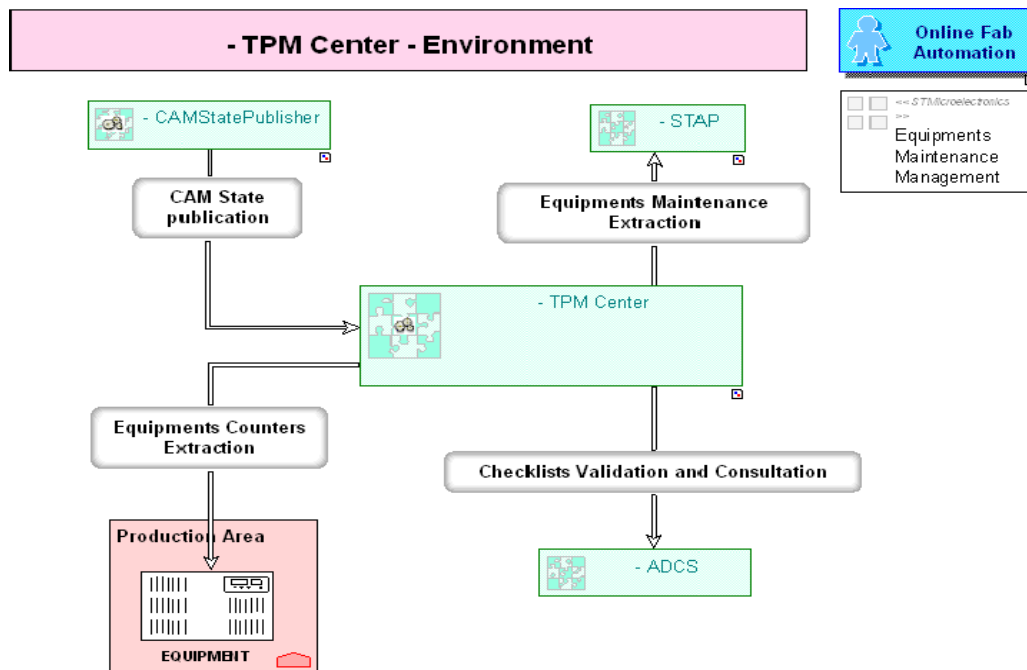 - TPM Center - Environment
Online Fab
Automation
<< STMicroelectronics
>>
Equipments
Maintenance
Management
- CAMStatePublisher
- STAP
CAM State
publication
Equipments Maintenance
Extraction
- TPM Center
Equipments Counters
Extraction
Checklists Validation and Consultation
Production Area
- ADCS
EQUIPMENT